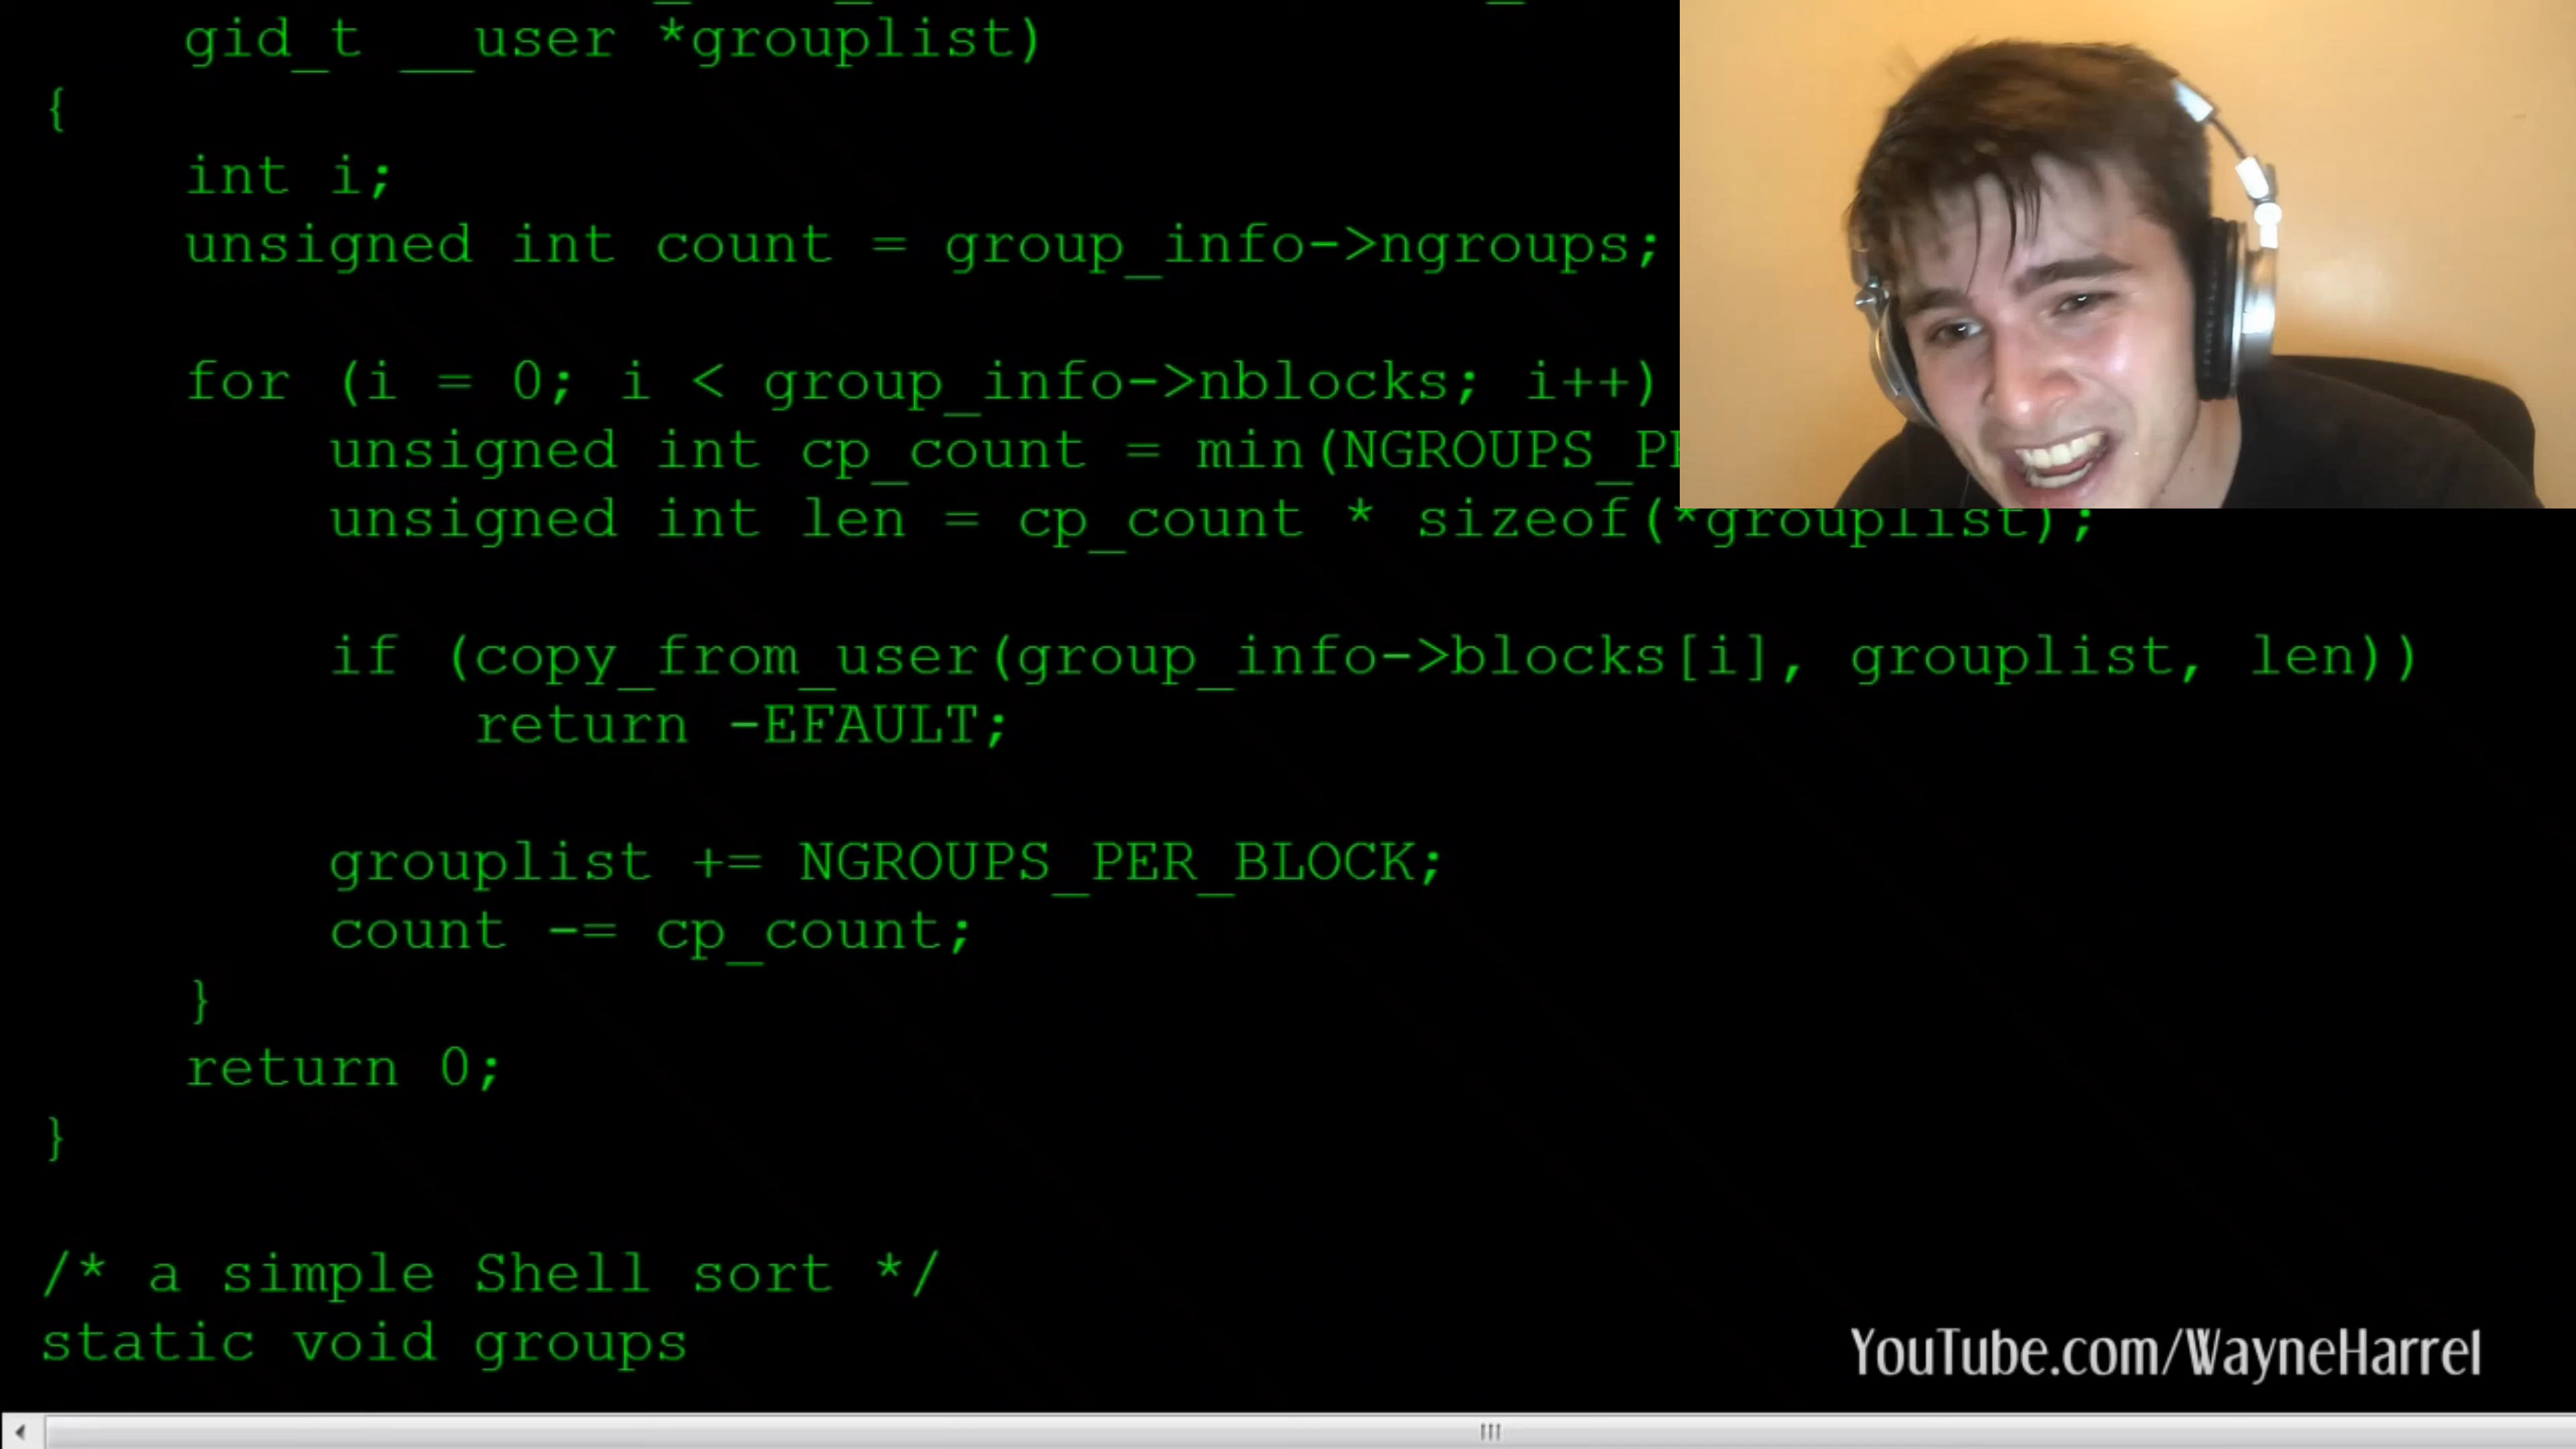 gid_t __user *grouplist)
{
int i;
unsigned int count = group_info->ngroups;
for (i = 0; i < group_info->nblocks; i++)
unsigned int cp_count = min(NGROUPS_PE
unsigned int len = cp_count * sizeof(*grouplist);
if (copy_from_user(group_info->blocks[i], grouplist, len))
return -EFAULT;
grouplist += NGROUPS_PER_BLOCK;
count -= cp_count;
}
return 0;
}
/* a simple Shell sort */
static void groups
YouTube.com/WayneHarrel